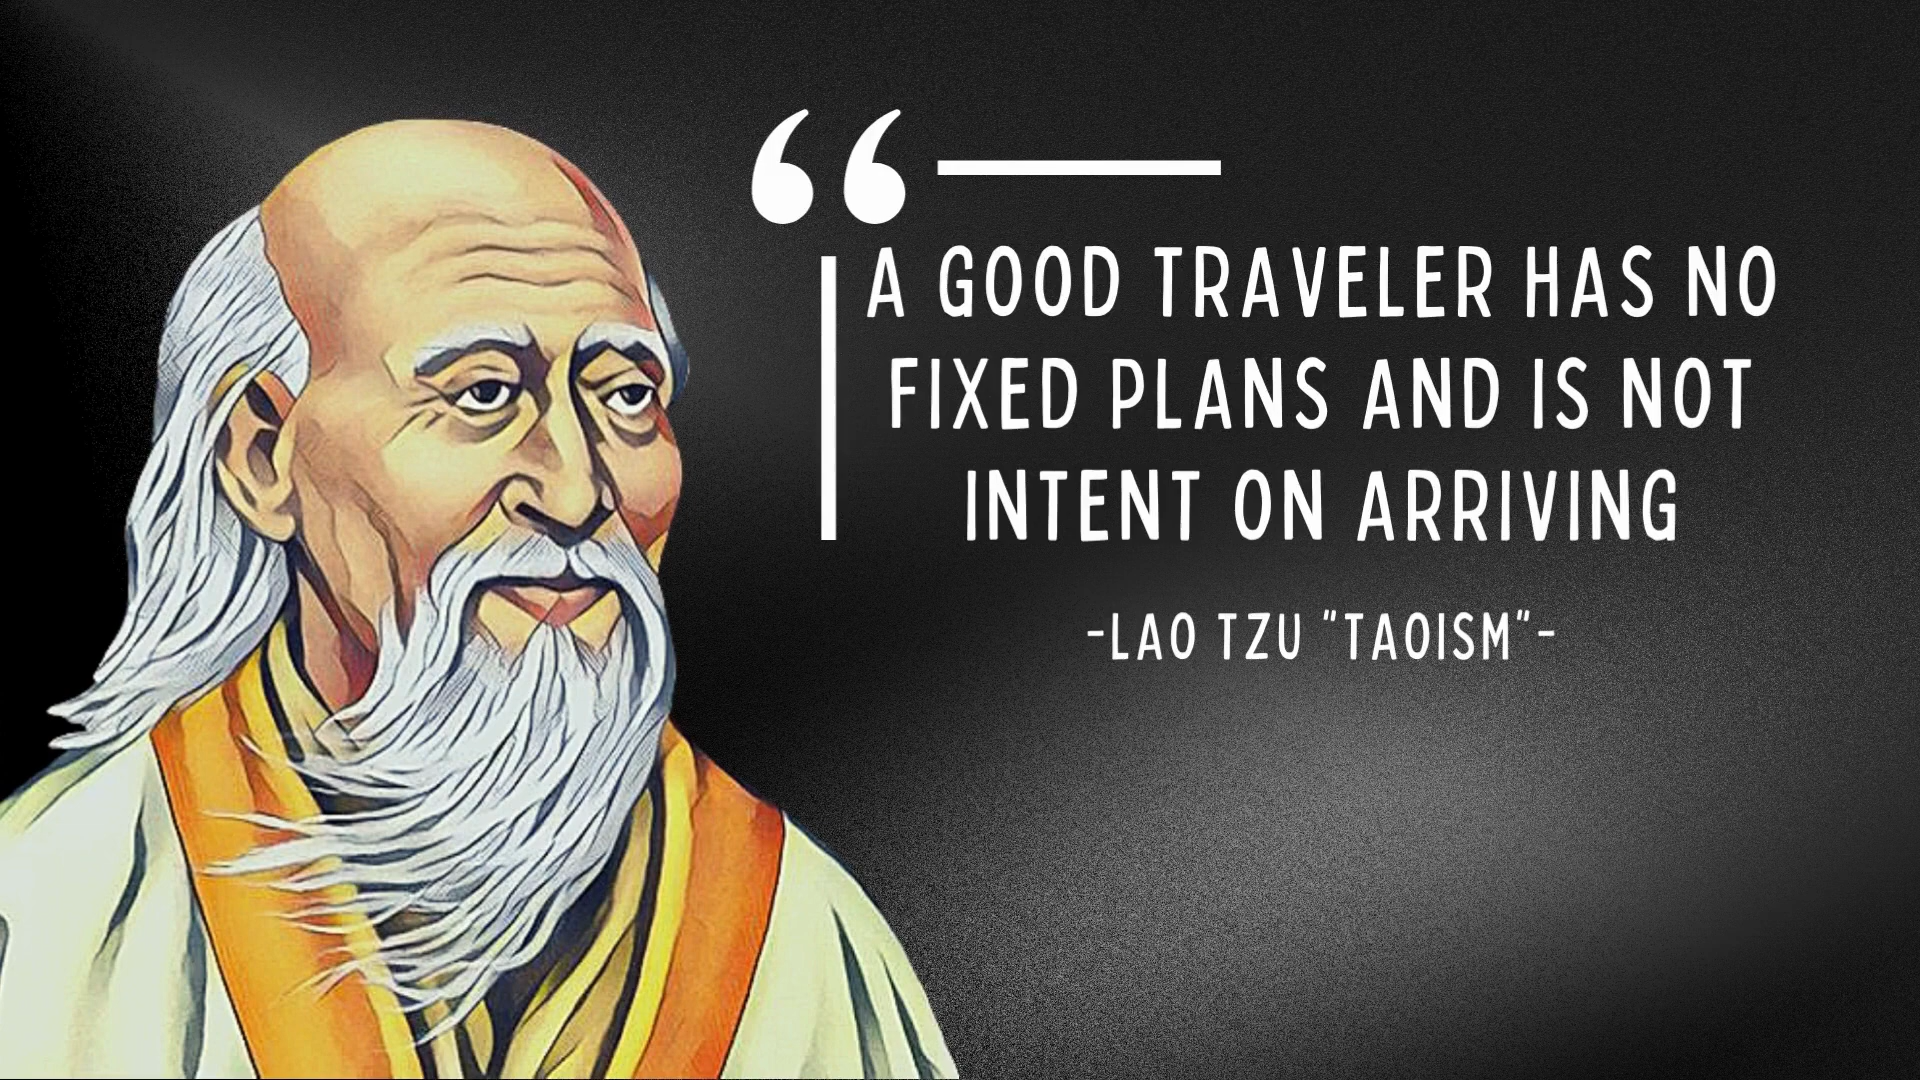 “
A GOOD TRAVELER HAS NO
FIXED PLANS AND IS NOT
INTENT ON ARRIVING
-LAO TZU "TAOISM"-